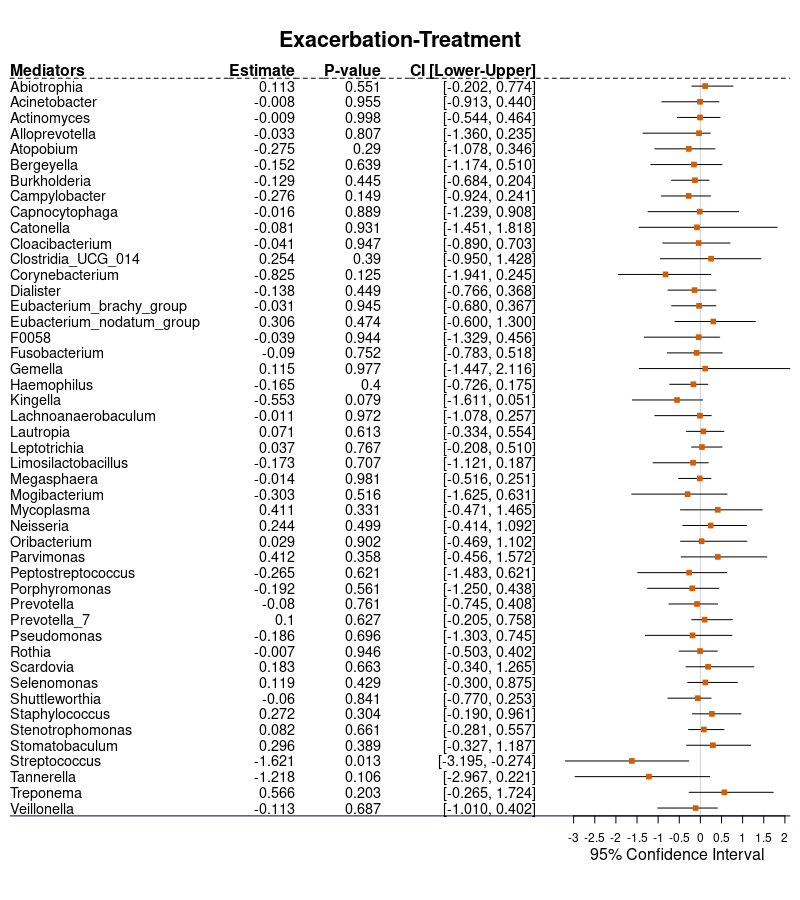 Exacerbation-Treatment
Mediators Estimate P-value CI [Lower-Upper]
Abiotrophia 0.113 0.551 [-0.202, 0.774]
Acinetobacter -0.008 0.955 [-0.913, 0.440]
Actinomyces -0.009 0.998 [-0.544, 0.464]
Alloprevotella -0.033 0.807 [-1.360, 0.235]
Atopobium -0.275 0.29 [-1.078, 0.346]
Bergeyella -0.152 0.639 [-1.174, 0.510]
Burkholderia -0.129 0.445 [-0.684, 0.204]
Campylobacter -0.276 0.149 [-0.924, 0.241]
Capnocytophaga -0.016 0.889 [-1.239, 0.908]
Catonella -0.081 0.931 [-1.451, 1.818]
Cloacibacterium -0.041 0.947 [-0.890, 0.703]
Clostridia_UCG_014 0.254 0.39 [-0.950, 1.428]
Corynebacterium -0.825 0.125 [-1.941, 0.245]
Dialister -0.138 0.449 [-0.766, 0.368]
Eubacterium_brachy_group -0.031 0.945 [-0.680, 0.367]
Eubacterium_nodatum_group 0.306 0.474 [-0.600, 1.300]
F0058 -0.039 0.944 [-1.329, 0.456]
Fusobacterium -0.09 0.752 [-0.783, 0.518]
Gemella 0.115 0.977 [-1.447, 2.116]
Haemophilus -0.165 0.4 [-0.726, 0.175]
Kingella -0.553 0.079 [-1.611, 0.051]
Lachnoanaerobaculum -0.011 0.972 [-1.078, 0.257]
Lautropia 0.071 0.613 [-0.334, 0.554]
Leptotrichia 0.037 0.767 [-0.208, 0.510]
Limosilactobacillus -0.173 0.707 [-1.121, 0.187]
Megasphaera -0.014 0.981 [-0.516, 0.251]
Mogibacterium -0.303 0.516 [-1.625, 0.631]
Mycoplasma 0.411 0.331 [-0.471, 1.465]
Neisseria 0.244 0.499 [-0.414, 1.092]
Oribacterium 0.029 0.902 [-0.469, 1.102]
Parvimonas 0.412 0.358 [-0.456, 1.572]
Peptostreptococcus -0.265 0.621 [-1.483, 0.621]
Porphyromonas -0.192 0.561 [-1.250, 0.438]
Prevotella -0.08 0.761 [-0.745, 0.408]
Prevotella_7 0.1 0.627 [-0.205, 0.758]
Pseudomonas -0.186 0.696 [-1.303, 0.745]
Rothia -0.007 0.946 [-0.503, 0.402]
Scardovia 0.183 0.663 [-0.340, 1.265]
Selenomonas 0.119 0.429 [-0.300, 0.875]
Shuttleworthia -0.06 0.841 [-0.770, 0.253]
Staphylococcus 0.272 0.304 [-0.190, 0.961]
Stenotrophomonas 0.082 0.661 [-0.281, 0.557]
Stomatobaculum 0.296 0.389 [-0.327, 1.187]
Streptococcus -1.621 0.013 [-3.195, -0.274]
Tannerella -1.218 0.106 [-2.967, 0.221]
Treponema 0.566 0.203 [-0.265, 1.724]
Veillonella -0.113 0.687 [-1.010, 0.402]
-3 -2.5 -2 -1.5 -1 -0.5 0 0.5 1 1.5 2
95% Confidence Interval